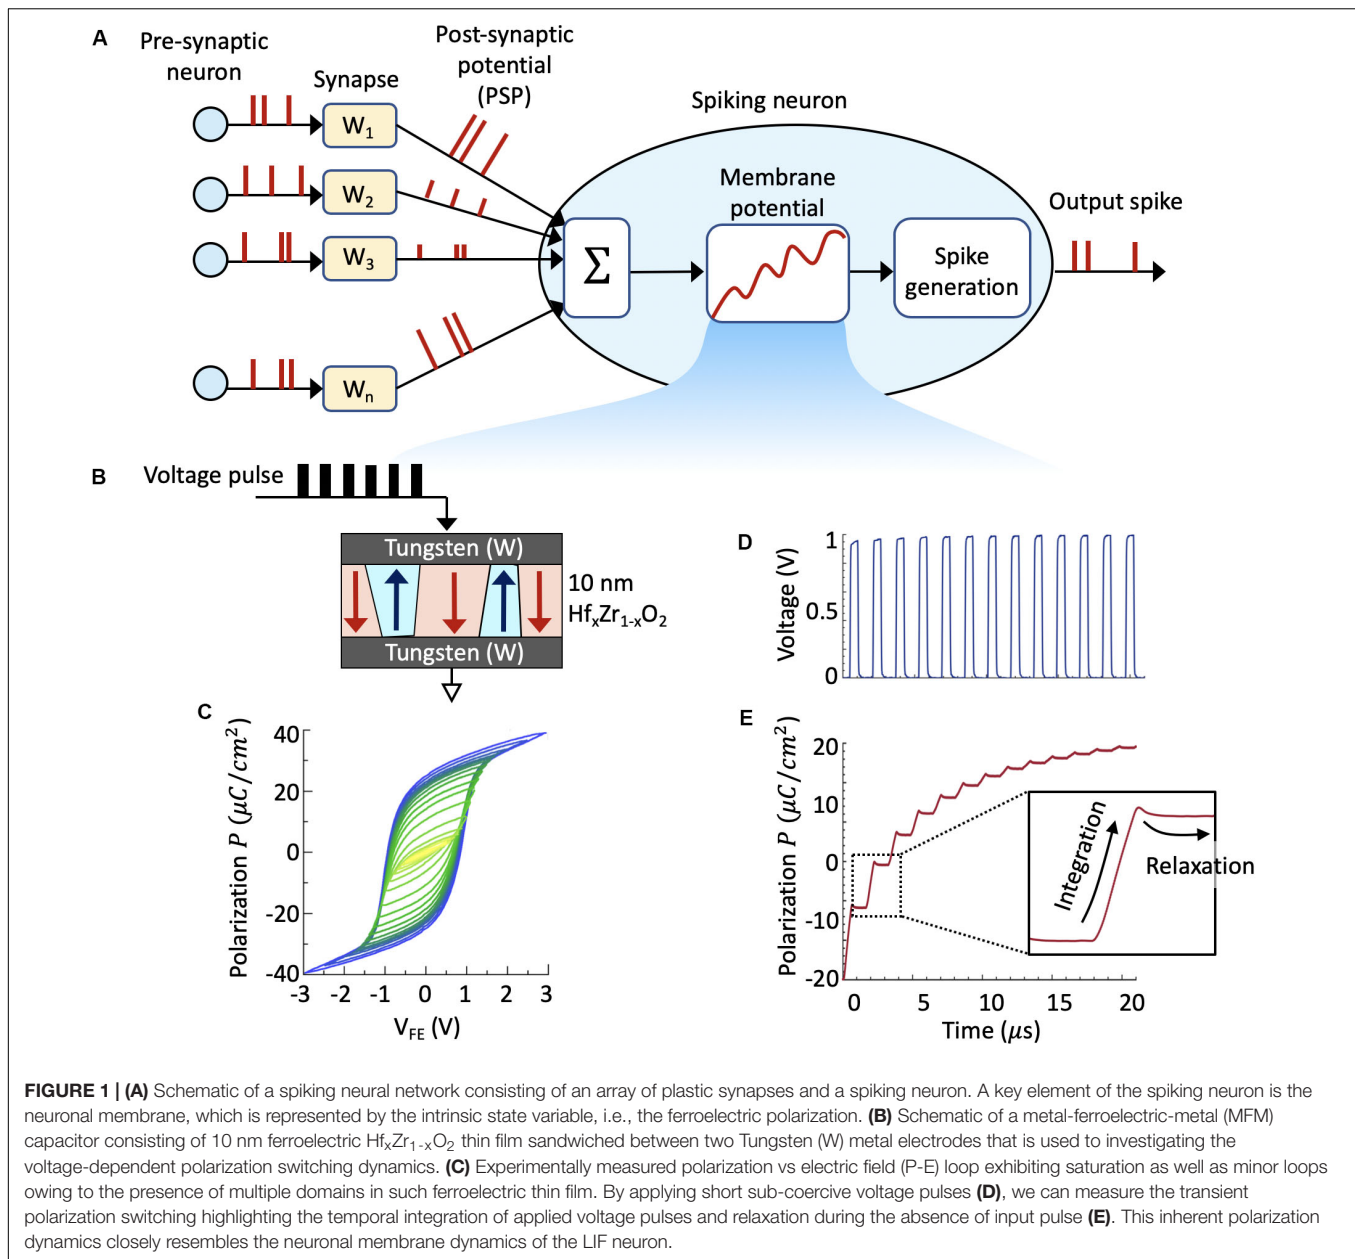 A
Pre-synaptic
neuron
Synapse
Post-synaptic
potential
(PSP)
W1
W2
W3
Wn
Spiking neuron
Σ
Membrane
potential
Spike
generation
Output spike
B
Voltage pulse
Tungsten (W)
10 nm
HfxZr1-xO2
Tungsten (W)
C
Polarization P (μC/cm²)
40
20
0
-20
-40
-3 -2 -1 0 1 2 3
VFE (V)
D
Voltage (V)
1
0.5
0
E
Polarization P (μC/cm²)
20
10
0
-10
-20
0 5 10 15 20
Time (μs)
Integration
Relaxation
FIGURE 1 | (A) Schematic of a spiking neural network consisting of an array of plastic synapses and a spiking neuron. A key element of the spiking neuron is the
neuronal membrane, which is represented by the intrinsic state variable, i.e., the ferroelectric polarization. (B) Schematic of a metal-ferroelectric-metal (MFM)
capacitor consisting of 10 nm ferroelectric HfxZr1-xO2 thin film sandwiched between two Tungsten (W) metal electrodes that is used to investigating the
voltage-dependent polarization switching dynamics. (C) Experimentally measured polarization vs electric field (P-E) loop exhibiting saturation as well as minor loops
owing to the presence of multiple domains in such ferroelectric thin film. By applying short sub-coercive voltage pulses (D), we can measure the transient
polarization switching highlighting the temporal integration of applied voltage pulses and relaxation during the absence of input pulse (E). This inherent polarization
dynamics closely resembles the neuronal membrane dynamics of the LIF neuron.